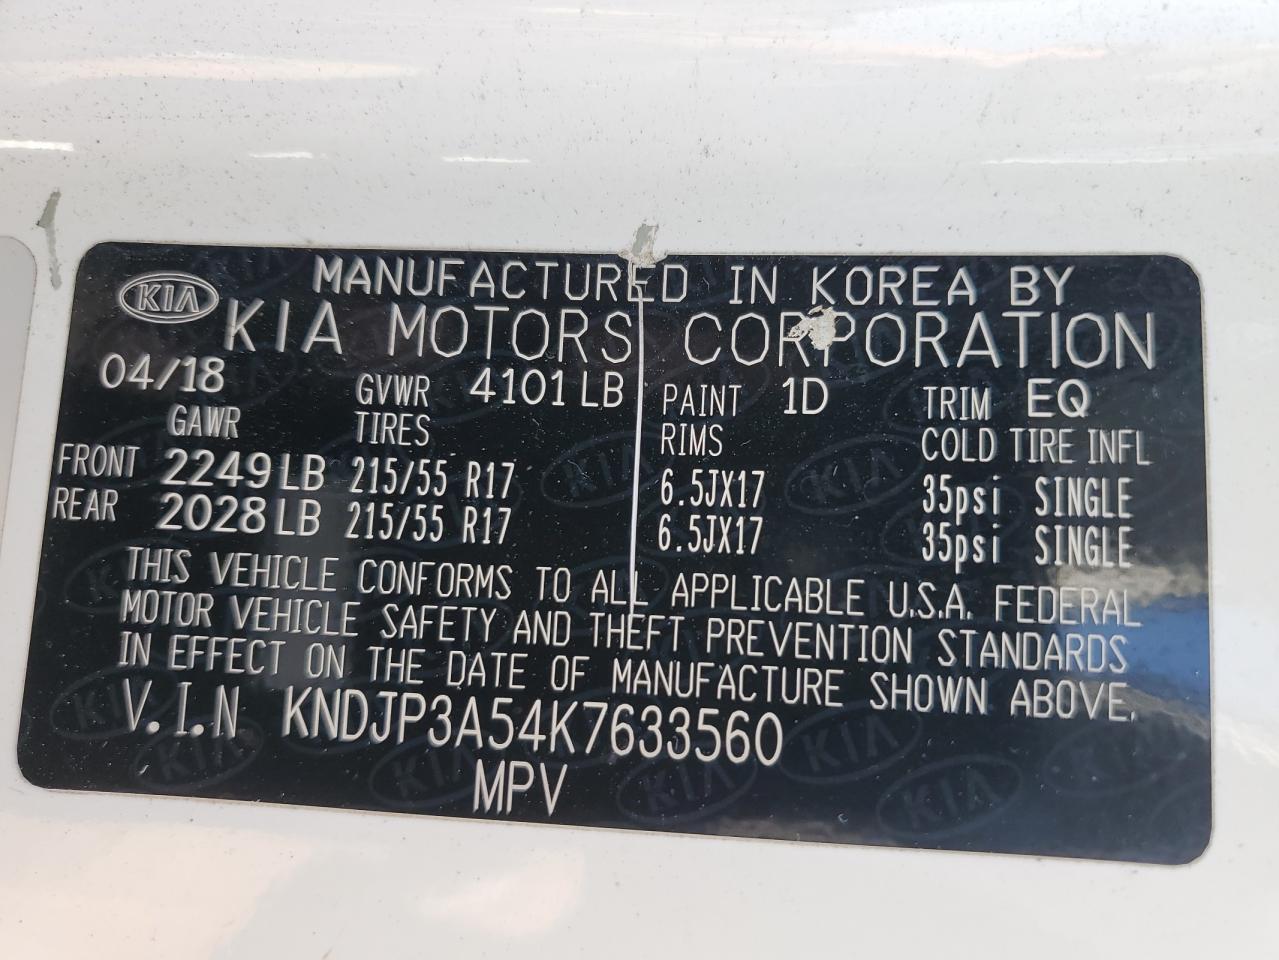 KIA MANUFACTURED IN KOREA BY
KIA MOTORS CORPORATION
04/18 GVWR 4101 LB PAINT 1D TRIM EQ
GAWR TIRES RIMS COLD TIRE INFL
FRONT 2249 LB 215/55 R17 6.5JX17 35psi SINGLE
REAR 2028 LB 215/55 R17 6.5JX17 35psi SINGLE
THIS VEHICLE CONFORMS TO ALL APPLICABLE U.S.A. FEDERAL
MOTOR VEHICLE SAFETY AND THEFT PREVENTION STANDARDS
IN EFFECT ON THE DATE OF MANUFACTURE SHOWN ABOVE.
V.I.N KNDJP3A54K7633560
MPV